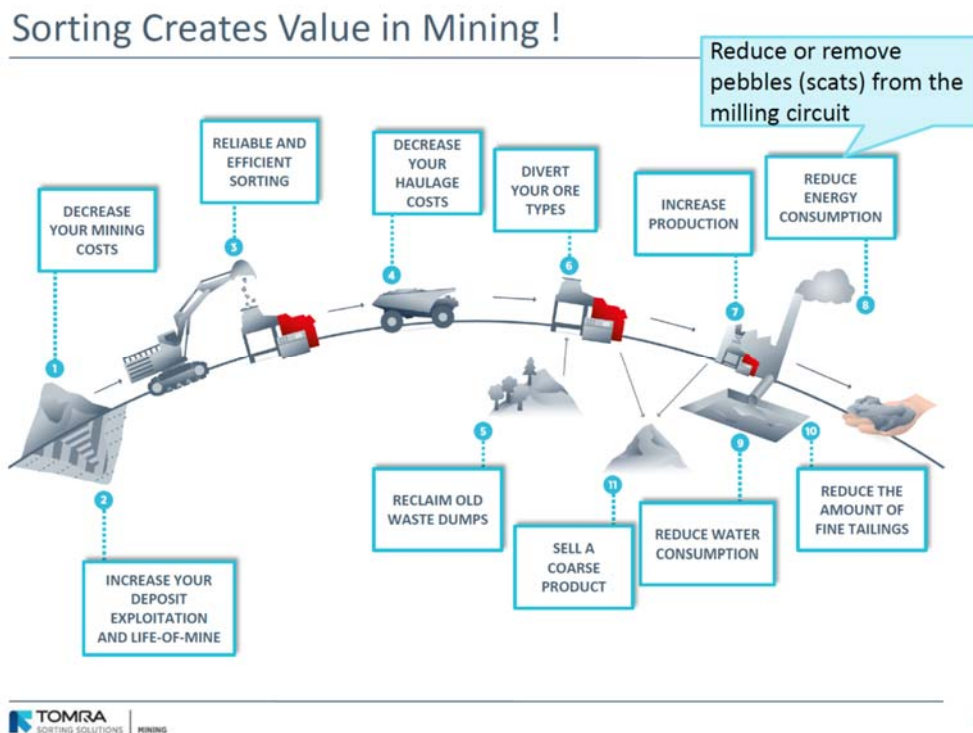 Sorting Creates Value in Mining !
Reduce or remove
pebbles (scats) from the
milling circuit
RELIABLE AND
EFFICIENT
SORTING
DECREASE
YOUR
HAULAGE
COSTS
DIVERT
YOUR ORE
TYPES
INCREASE
PRODUCTION
REDUCE
ENERGY
CONSUMPTION
DECREASE
YOUR MINING
COSTS
3
4
6
7
8
1
5
9
10
2
11
RECLAIM OLD
WASTE DUMPS
SELL A
COARSE
PRODUCT
REDUCE WATER
CONSUMPTION
REDUCE THE
AMOUNT OF
FINE TAILINGS
INCREASE YOUR
DEPOSIT
EXPLOITATION
AND LIFE-OF-MINE
TOMRA
SORTING SOLUTIONS | MINING